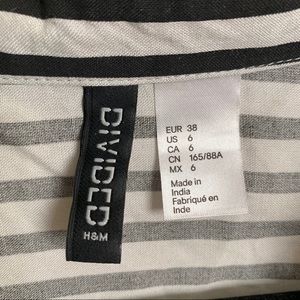 DIVIDED
H&M
EUR 38
US 6
CA 6
CN 165/88A
MX 6
Made in
India
Fabriqué en
Inde